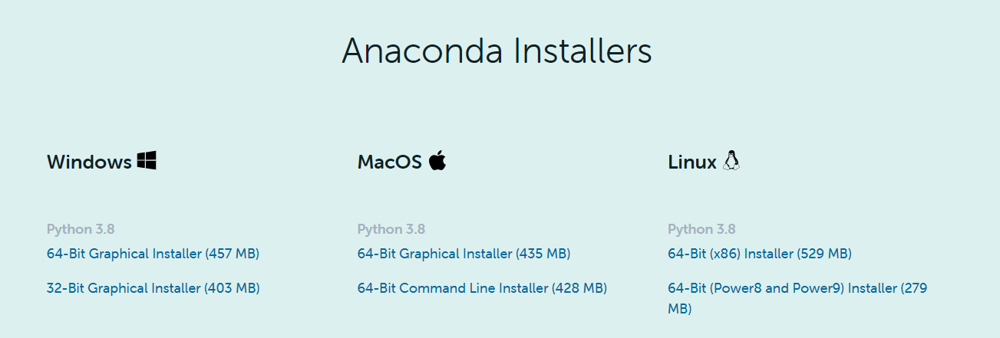 Anaconda Installers
Windows
MacOS
Linux
Python 3.8
64-Bit Graphical Installer (457 MB)
32-Bit Graphical Installer (403 MB)
Python 3.8
64-Bit Graphical Installer (435 MB)
64-Bit Command Line Installer (428 MB)
Python 3.8
64-Bit (x86) Installer (529 MB)
64-Bit (Power8 and Power9) Installer (279
MB)